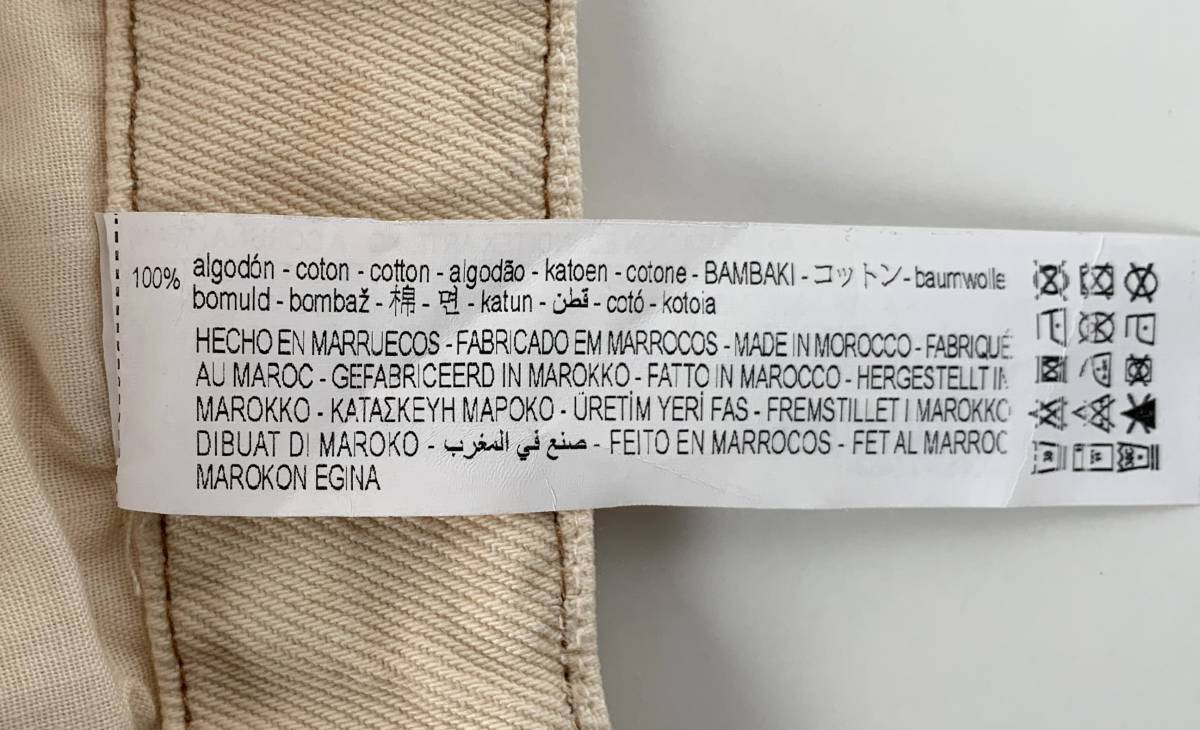 100% algodón - coton - cotton - algodão - katoen - cotone - BAMBAKI - コットン - baumwolle
bomuld - bombaž - 棉 - 면 - katun - قطن - cotó - kotoia
HECHO EN MARRUECOS - FABRICADO EM MARROCOS - MADE IN MOROCCO - FABRIQUÉ
AU MAROC - GEFABRICEERD IN MAROKKO - FATTO IN MAROCCO - HERGESTELLT IN
MAROKKO - ΚΑΤΑΣΚΕΥΗ ΜΑΡΟΚΟ - ÜRETİM YERİ FAS - FREMSTILLET I MAROKKO
DIBUAT DI MAROKO - صنع في المغرب - FEITO EN MARROCOS - FET AL MARROC
MAROKON EGINA